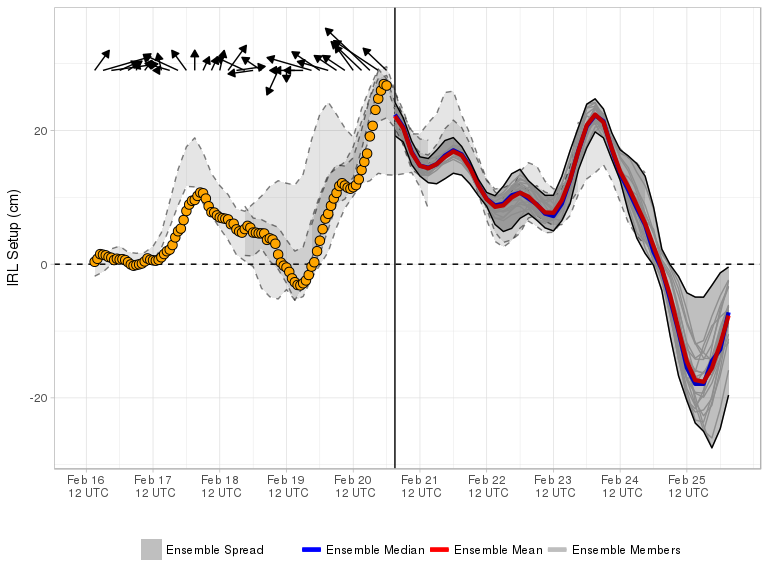 IRL Setup (cm)
20
0
-20
Feb 16 Feb 17 Feb 18 Feb 19 Feb 20 Feb 21 Feb 22 Feb 23 Feb 24 Feb 25
12 UTC 12 UTC 12 UTC 12 UTC 12 UTC 12 UTC 12 UTC 12 UTC 12 UTC 12 UTC
Ensemble Spread Ensemble Median Ensemble Mean Ensemble Members